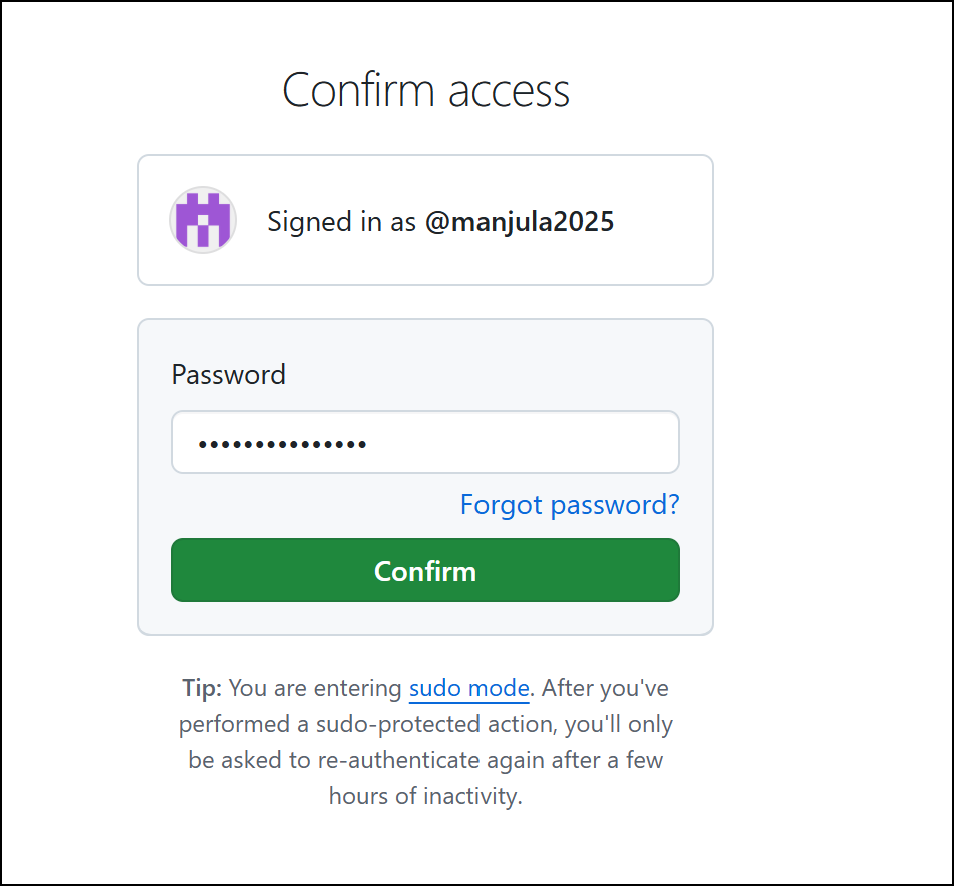 Confirm access
Signed in as @manjula2025
Password
•••••••••••••••
Forgot password?
Confirm
Tip: You are entering sudo mode. After you've
performed a sudo-protected action, you'll only
be asked to re-authenticate again after a few
hours of inactivity.